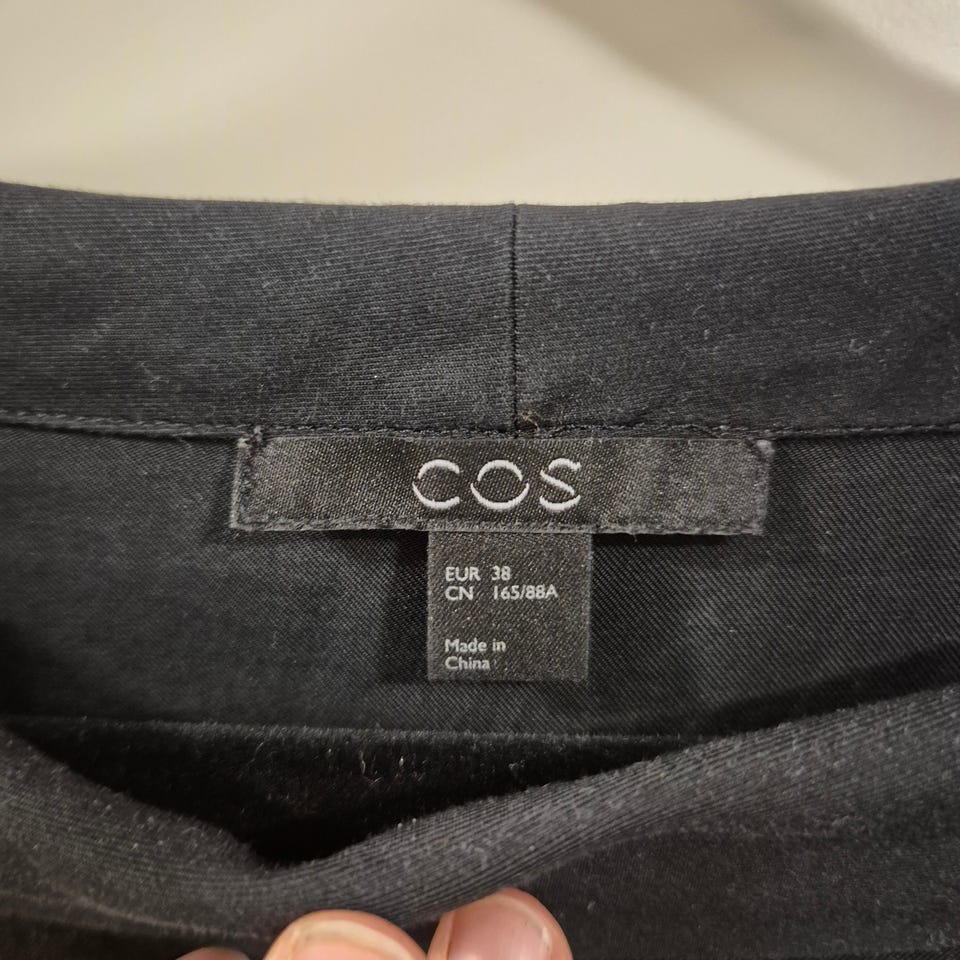 COS
EUR 38
CN 165/88A
Made in
China